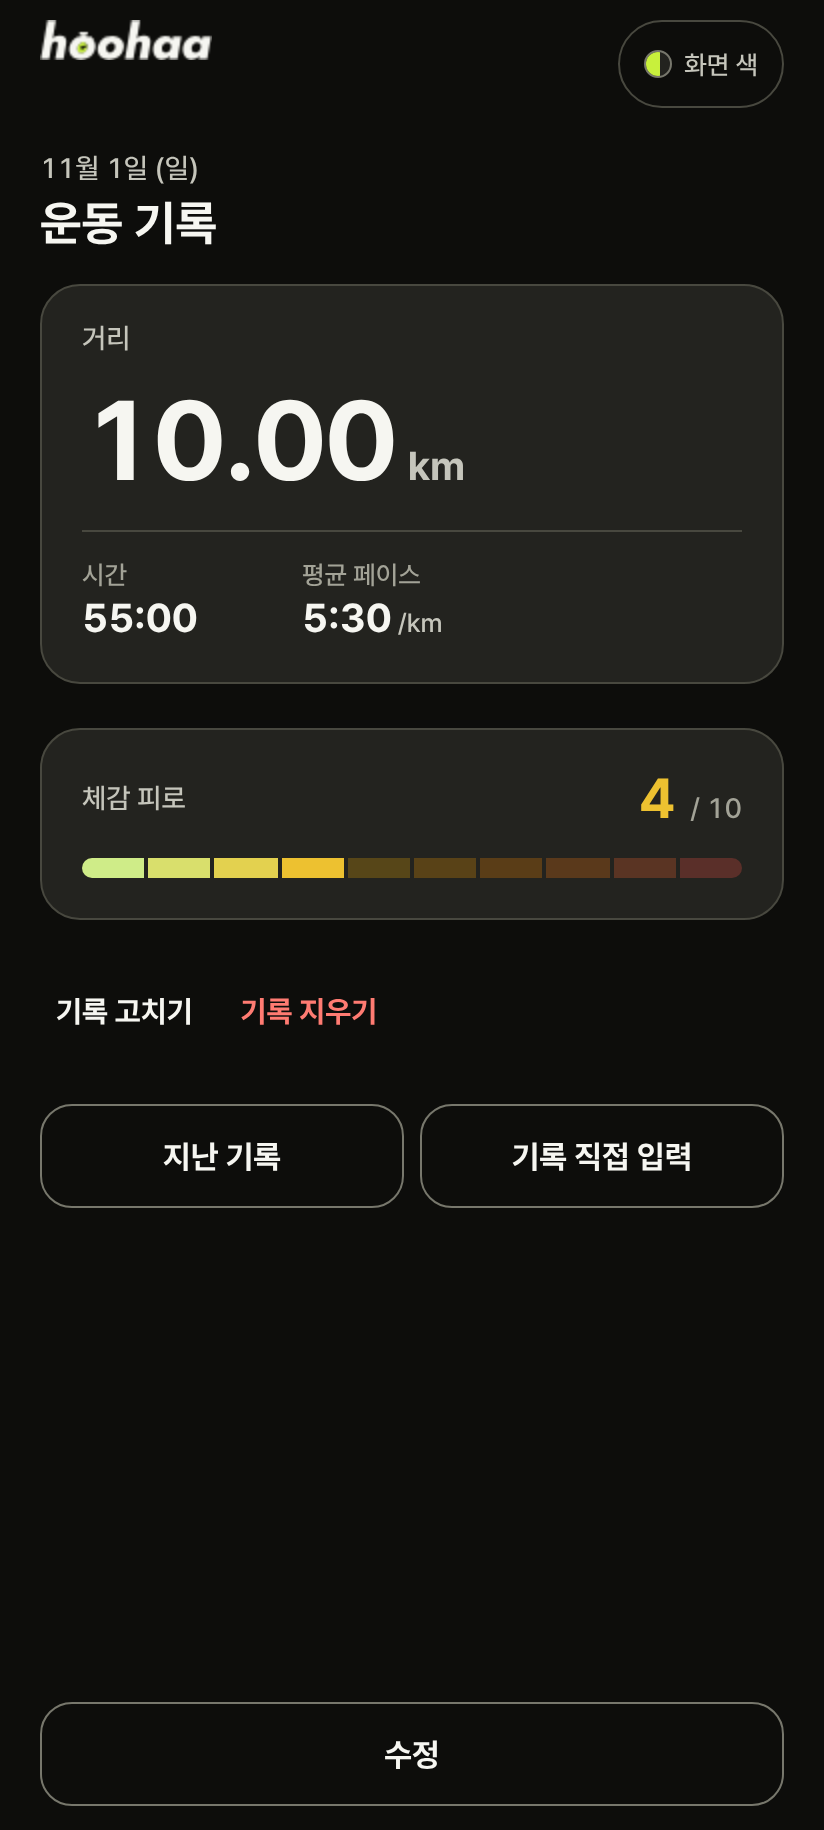 hoohaa
화면 색
11월 1일 (일)
운동 기록
거리
10.00 km
시간
평균 페이스
55:00
5:30 /km
체감 피로
4 / 10
기록 고치기
기록 지우기
지난 기록
기록 직접 입력
수정